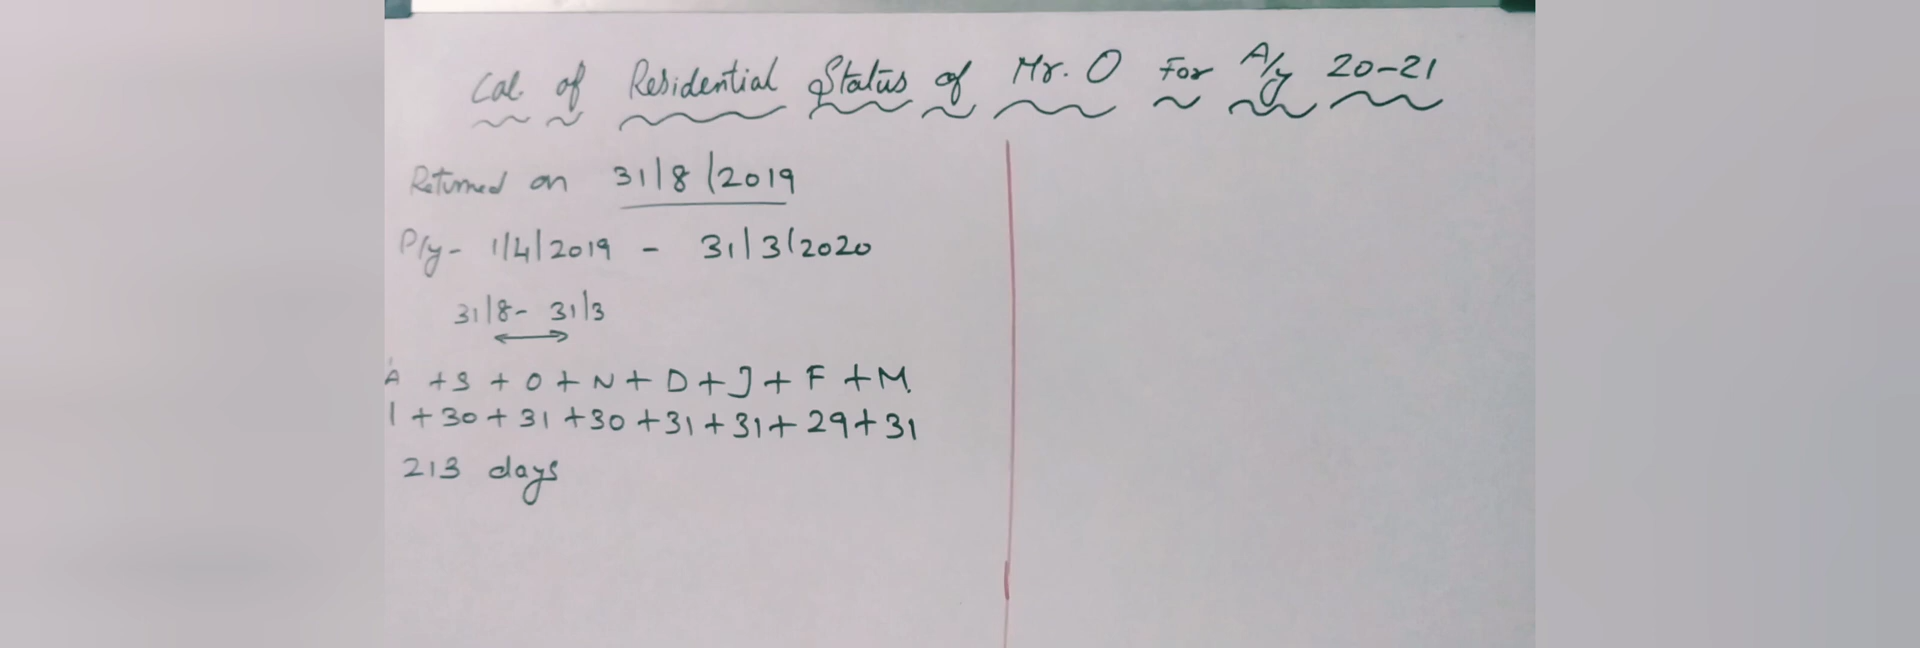 Cal. of Residential Status of Mr. O For A/y 20-21
Returned on 31/8/2019
P/y - 1/4/2019 - 31/3/2020
31/8 - 31/3
A + S + O + N + D + J + F + M
1 + 30 + 31 + 30 + 31 + 31 + 29 + 31
213 days